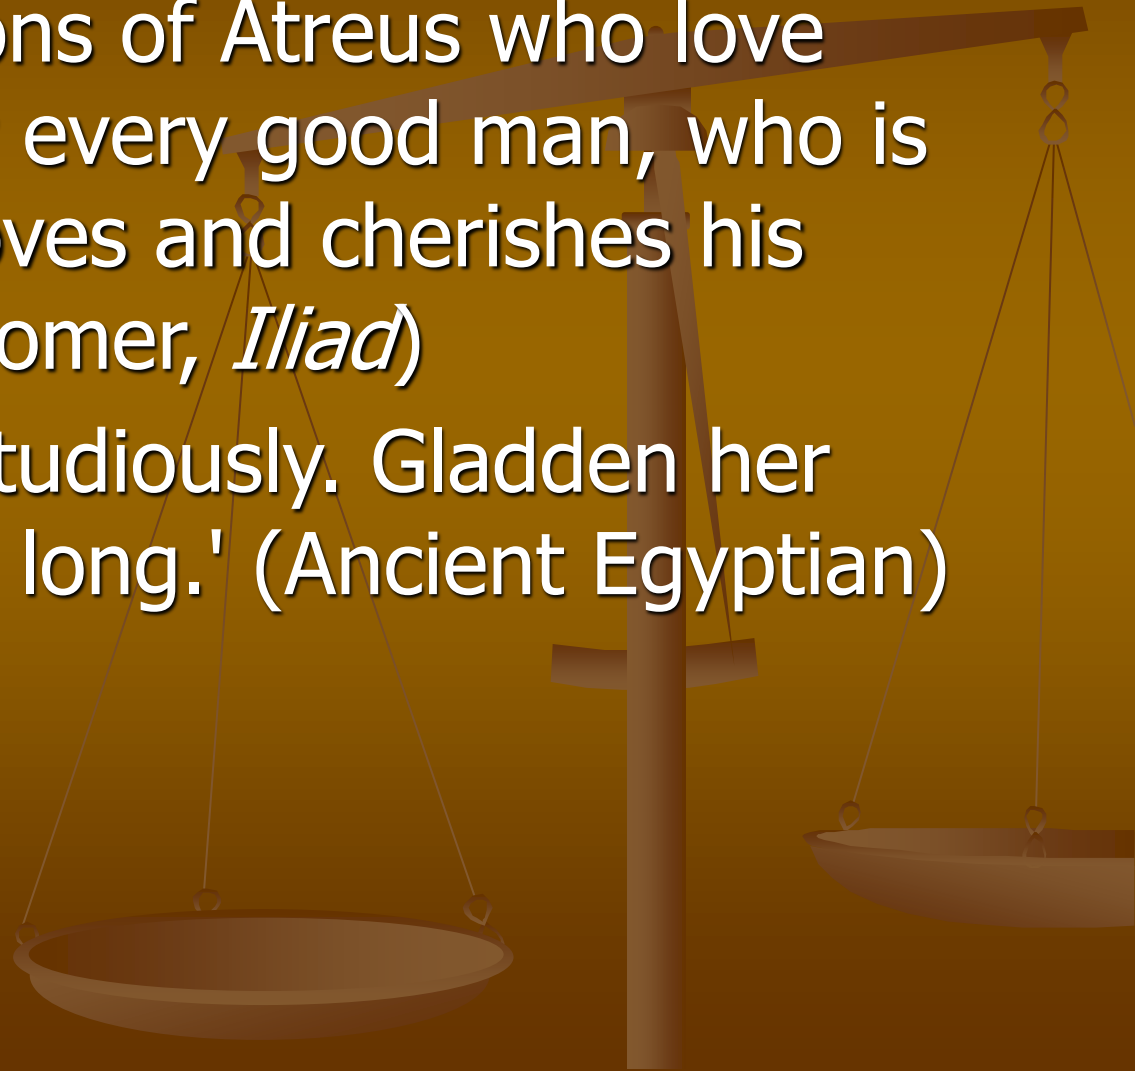 ons of Atreus who love
every good man, who is
ves and cherishes his
omer, Iliad)
tudiously. Gladden her
long.' (Ancient Egyptian)